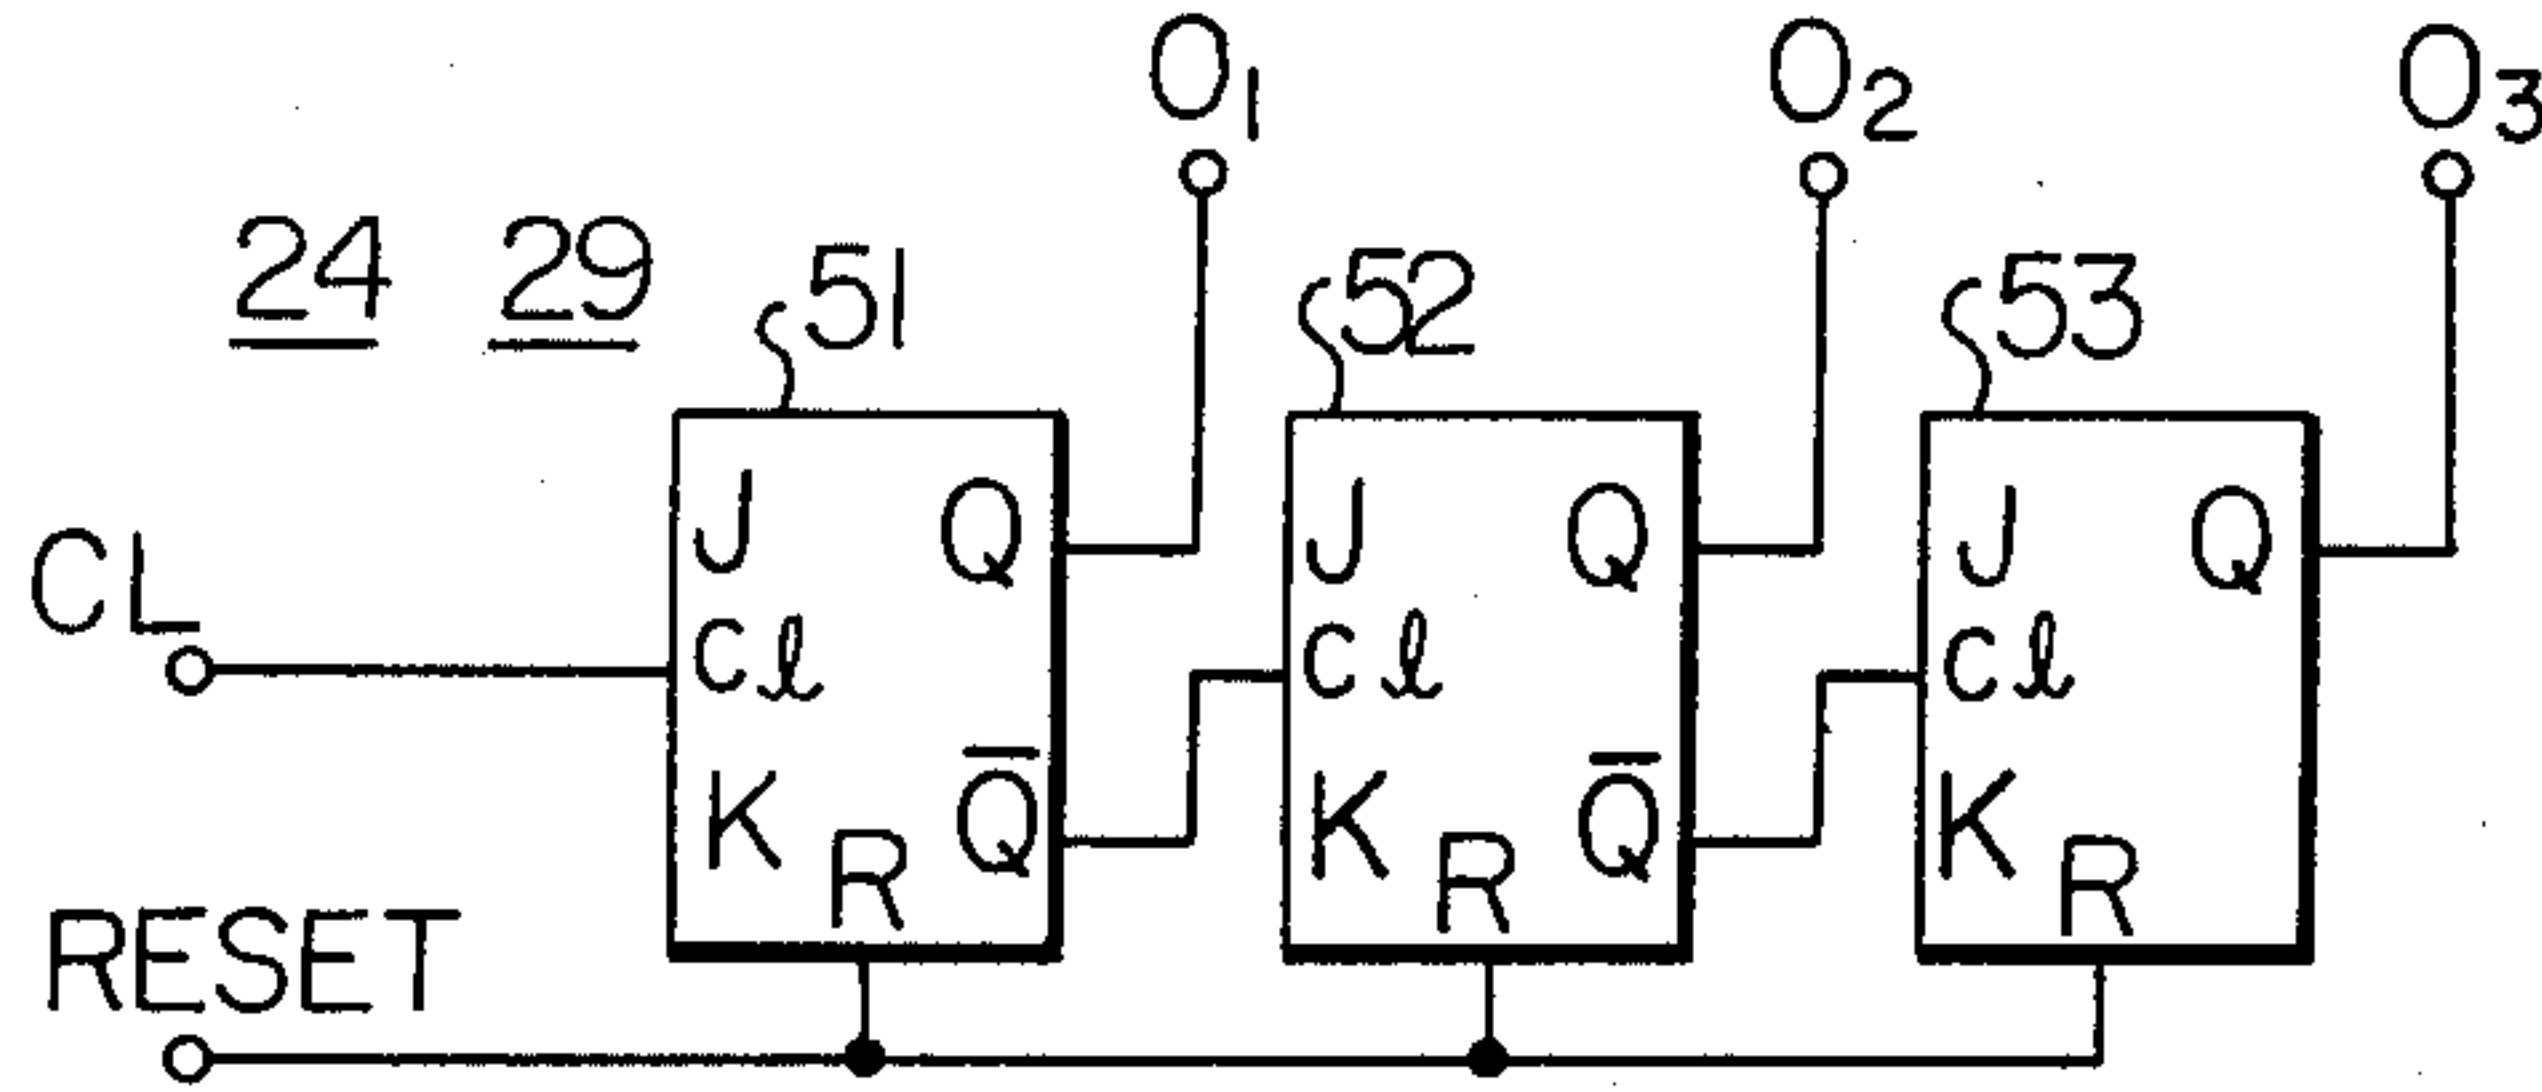 O1 O2 O3
24 29 51 52 53
CL
J Q J Q J Q
Cl Cl Cl
K R Q̅ K R Q̅ K R
RESET